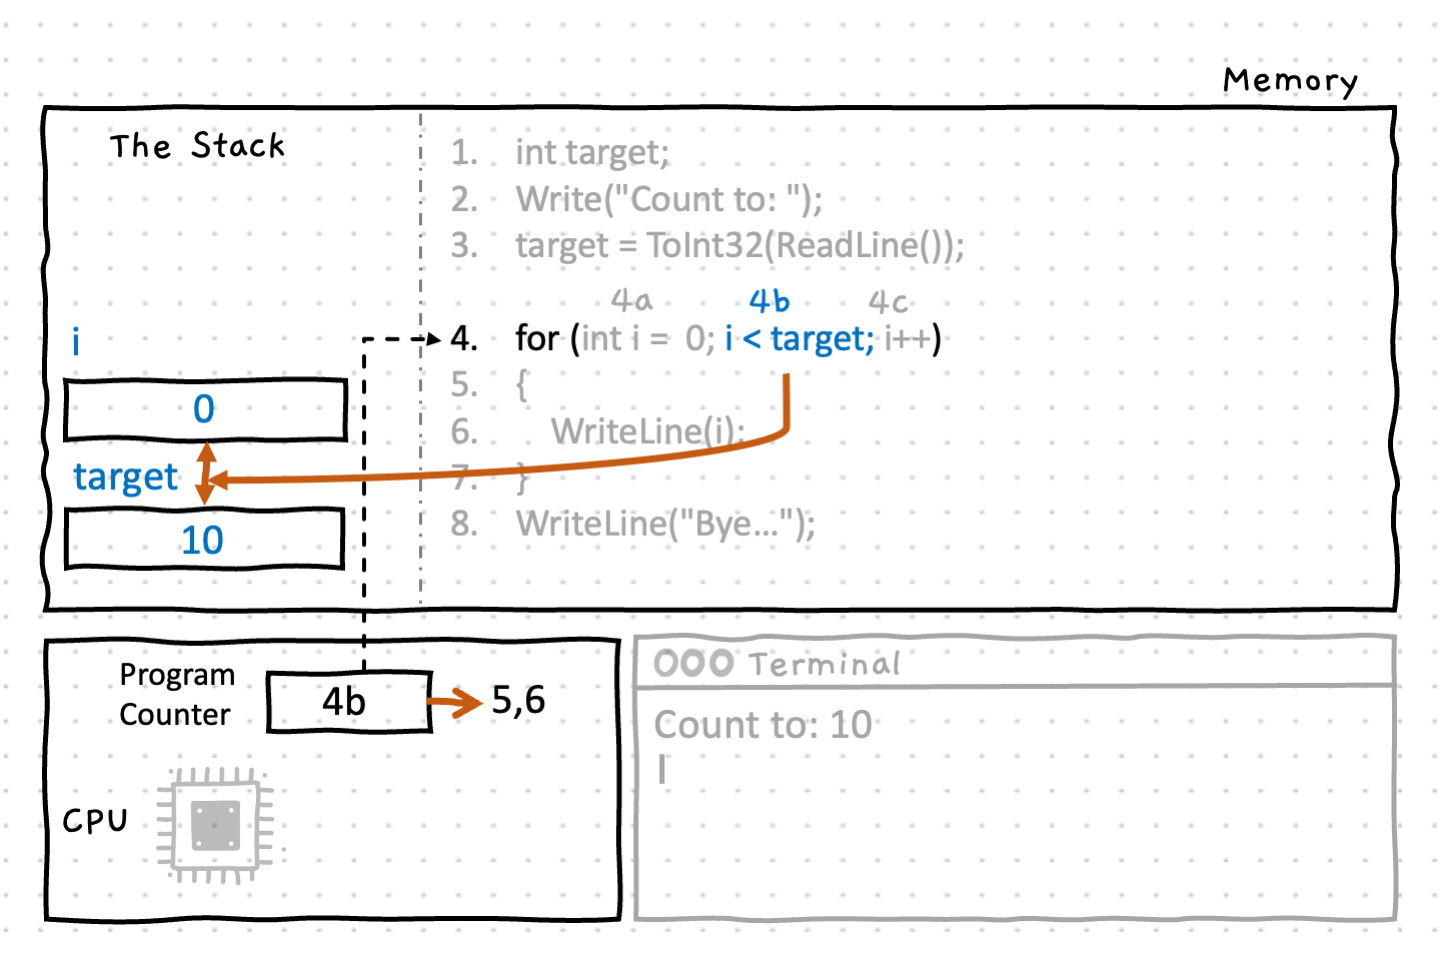 Memory
The Stack
1. int target;
2. Write("Count to: ");
3. target = ToInt32(ReadLine());
4a 4b 4c
4. for (int i = 0; i < target; i++)
i
5. {
0
6. WriteLine(i);
target
7. }
10
8. WriteLine("Bye...");
Program
Counter
4b
5,6
CPU
Terminal
Count to: 10